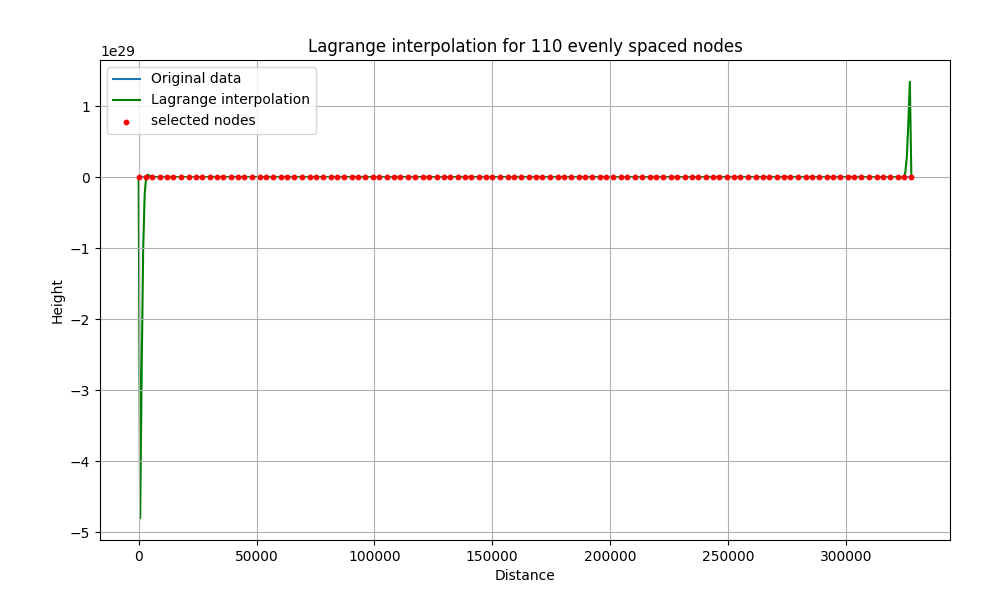 Lagrange interpolation for 110 evenly spaced nodes
1e29
Original data
Lagrange interpolation
selected nodes
1
0
−1
−2
−3
−4
−5
Height
0
50000
100000
150000
200000
250000
300000
Distance